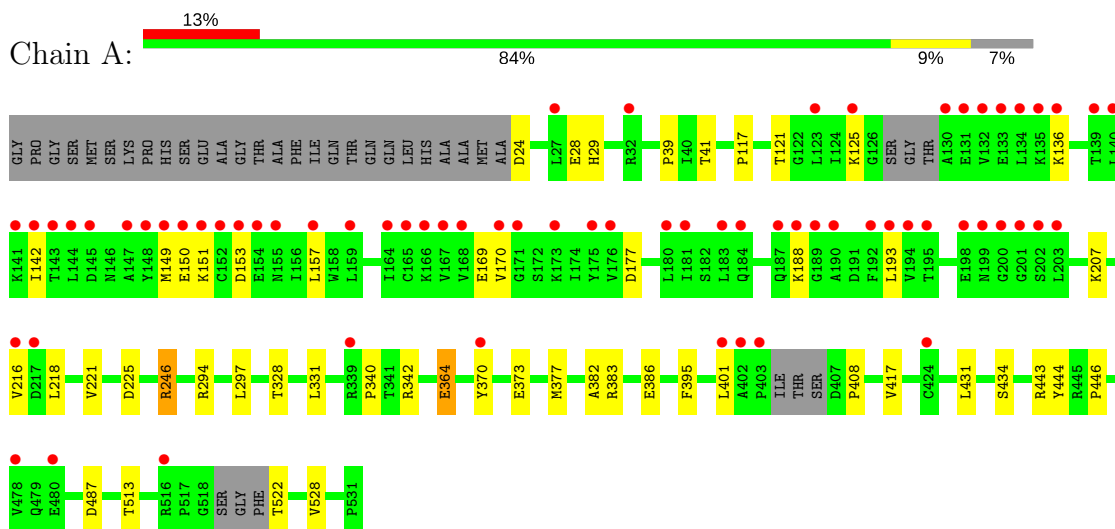 13%
Chain A:
84% 9% 7%
GLY PRO GLY SER MET SER LYS PRO HIS SER GLU ALA GLY THR ALA PHE ILE GLN THR GLN GLN LEU HIS ALA ALA MET ALA D24 L27 E28 H29 R32 P39 I40 T41 P117 T121 G122 L123 I124 K125 G126 SER GLY THR A130 E131 V132 E133 L134 K135 K136 T139 L140
K141 I142 T143 L144 D145 N146 A147 Y148 M149 E150 K151 C152 D153 E154 N155 I156 L157 W158 L159 I164 C165 K166 V167 V168 E169 V170 G171 S172 K173 I174 Y175 V176 D177 L180 I181 S182 L183 Q184 Q187 K188 G189 A190 D191 F192 L193 V194 T195 E198 N199 G200 G201 S202 L203 K207
V216 D217 L218 V221 D225 R246 R294 L297 T328 L331 R339 P340 T341 R342 E364 Y370 E373 M377 A382 R383 E386 F395 L401 A402 P403 ILE THR SER D407 P408 V417 C424 L431 S434 R443 Y444 R445 P446
V478 Q479 E480 D487 T513 R516 P517 G518 SER GLY PHE T522 V528 P531